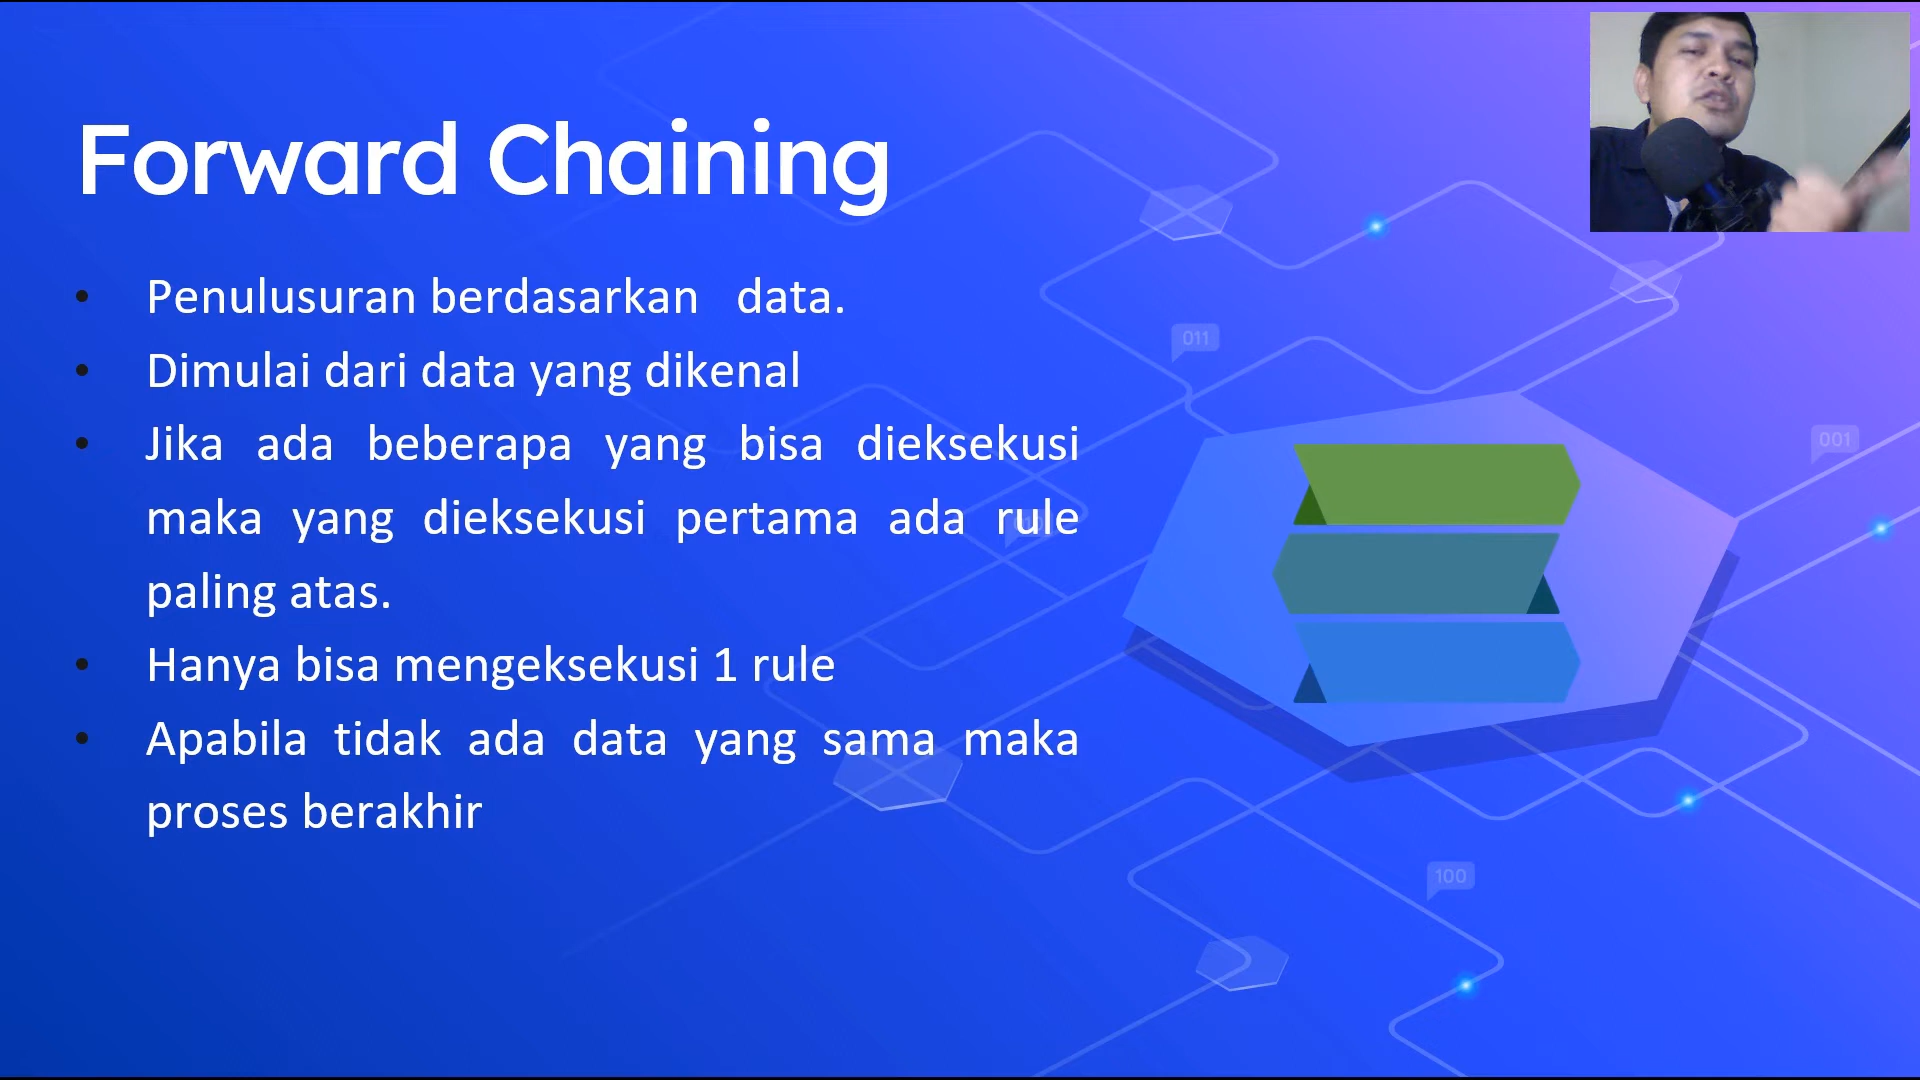 Forward Chaining
• Penulusuran berdasarkan data.
• Dimulai dari data yang dikenal
• Jika ada beberapa yang bisa dieksekusi
maka yang dieksekusi pertama ada rule
paling atas.
• Hanya bisa mengeksekusi 1 rule
• Apabila tidak ada data yang sama maka
proses berakhir
011
001
100